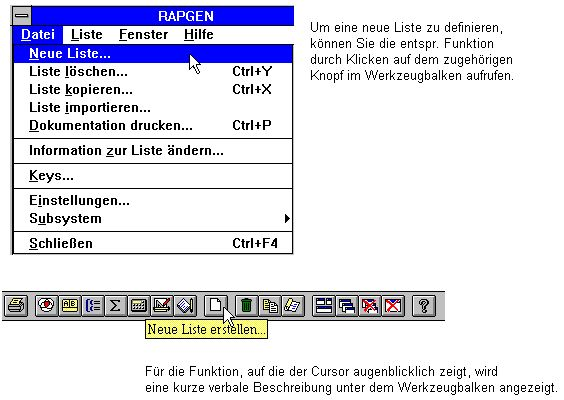 RAPGEN
Datei Liste Fenster Hilfe
Neue Liste...
Liste löschen... Ctrl+Y
Liste kopieren... Ctrl+X
Liste importieren...
Dokumentation drucken... Ctrl+P
Information zur Liste ändern...
Keys...
Einstellungen...
Subsystem
Schließen Ctrl+F4
Um eine neue Liste zu definieren,
können Sie die entspr. Funktion
durch Klicken auf dem zugehörigen
Knopf im Werkzeugbalken aufrufen.
AB
Σ
?
Neue Liste erstellen...
Für die Funktion, auf die der Cursor augenblicklich zeigt, wird
eine kurze verbale Beschreibung unter dem Werkzeugbalken angezeigt.